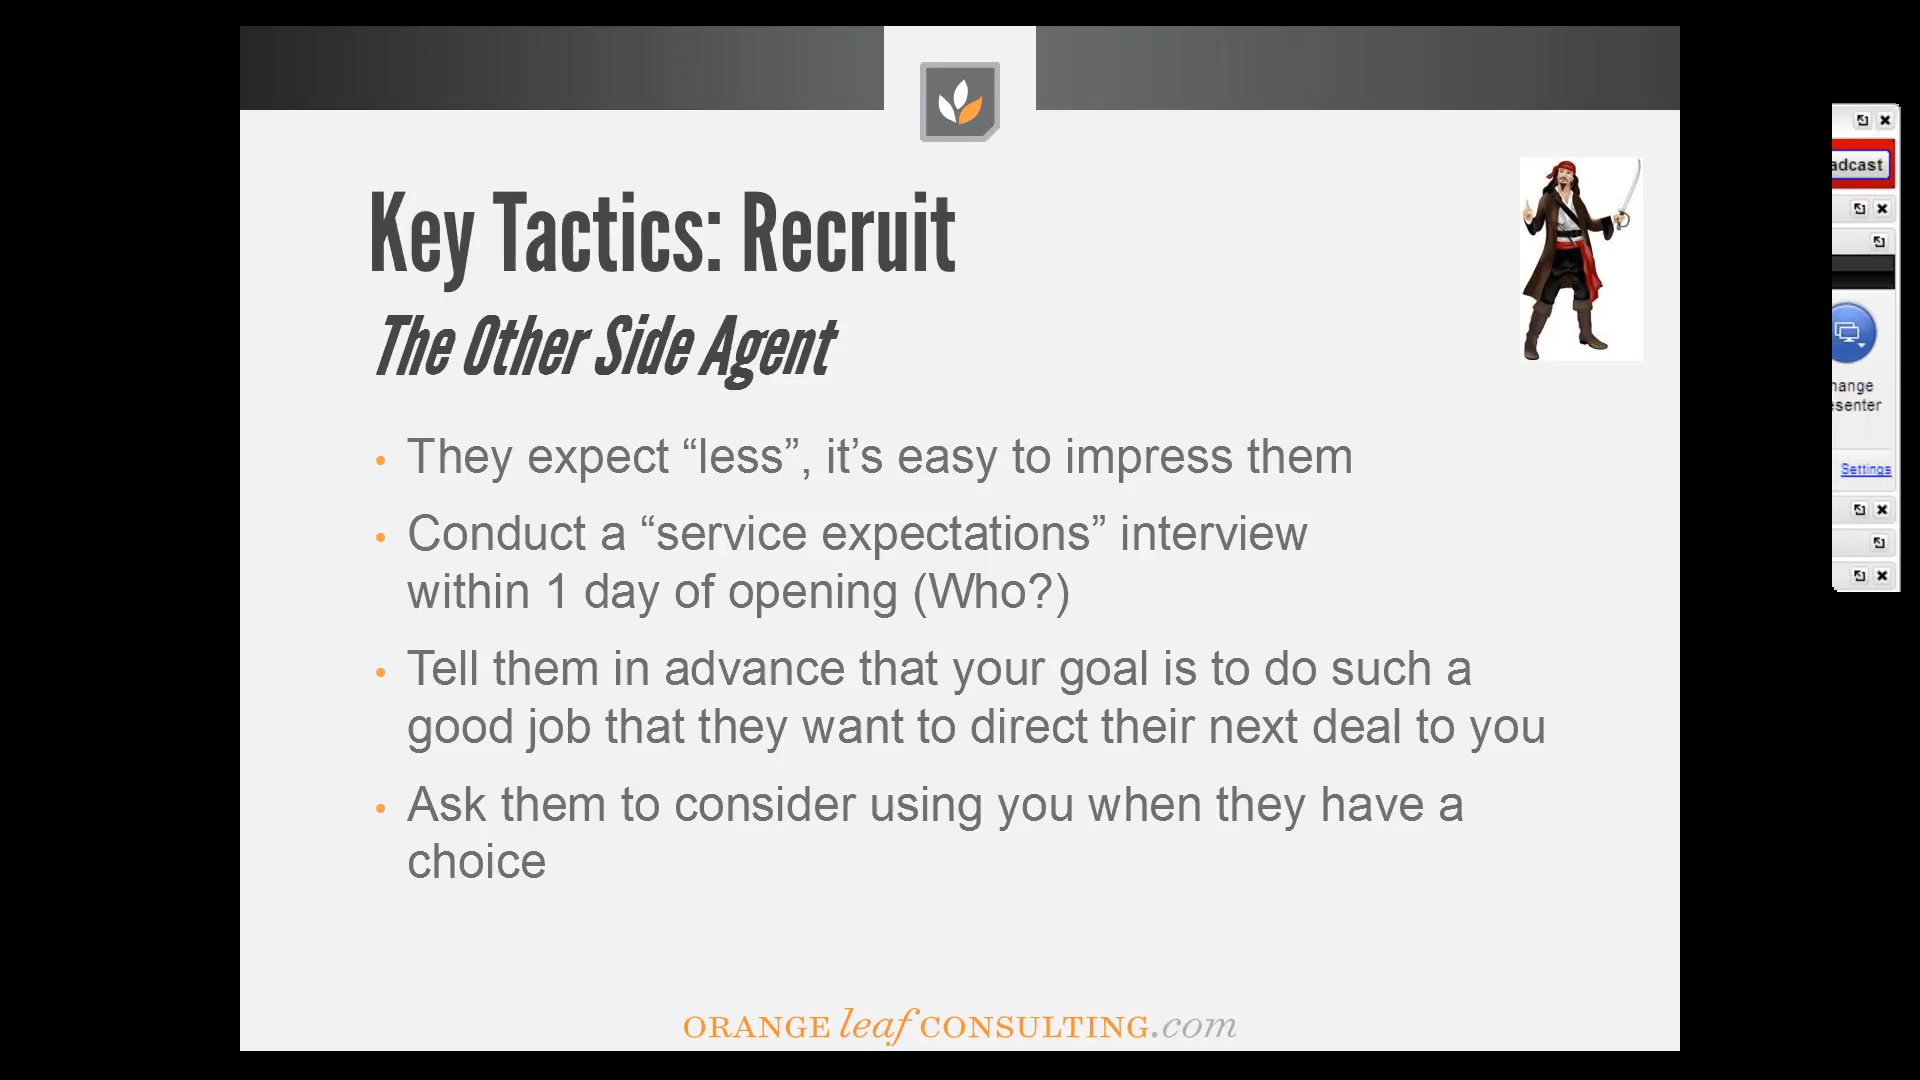 Key Tactics: Recruit
The Other Side Agent
• They expect “less”, it’s easy to impress them
• Conduct a “service expectations” interview
within 1 day of opening (Who?)
• Tell them in advance that your goal is to do such a
good job that they want to direct their next deal to you
• Ask them to consider using you when they have a
choice
ORANGE leaf CONSULTING.com
adcast
hange
senter
Settings